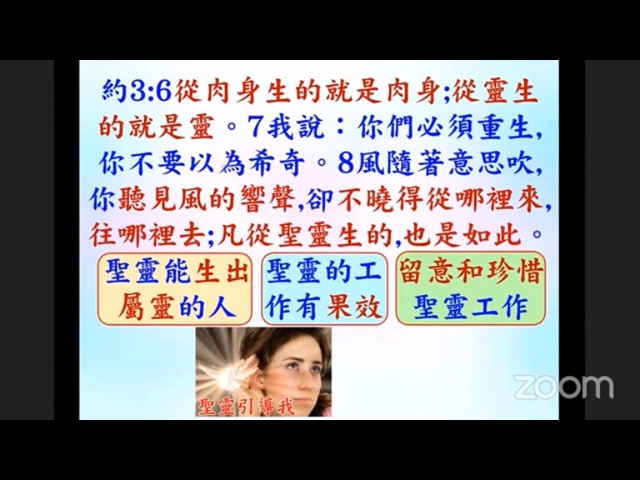 約3:6從肉身生的就是肉身;從靈生
的就是靈。7我說：你們必須重生,
你不要以為希奇。8風隨著意思吹,
你聽見風的響聲,卻不曉得從哪裡來,
往哪裡去;凡從聖靈生的,也是如此。
聖靈能生出
屬靈的人
聖靈的工
作有果效
留意和珍惜
聖靈工作
聖靈引導我
zoom